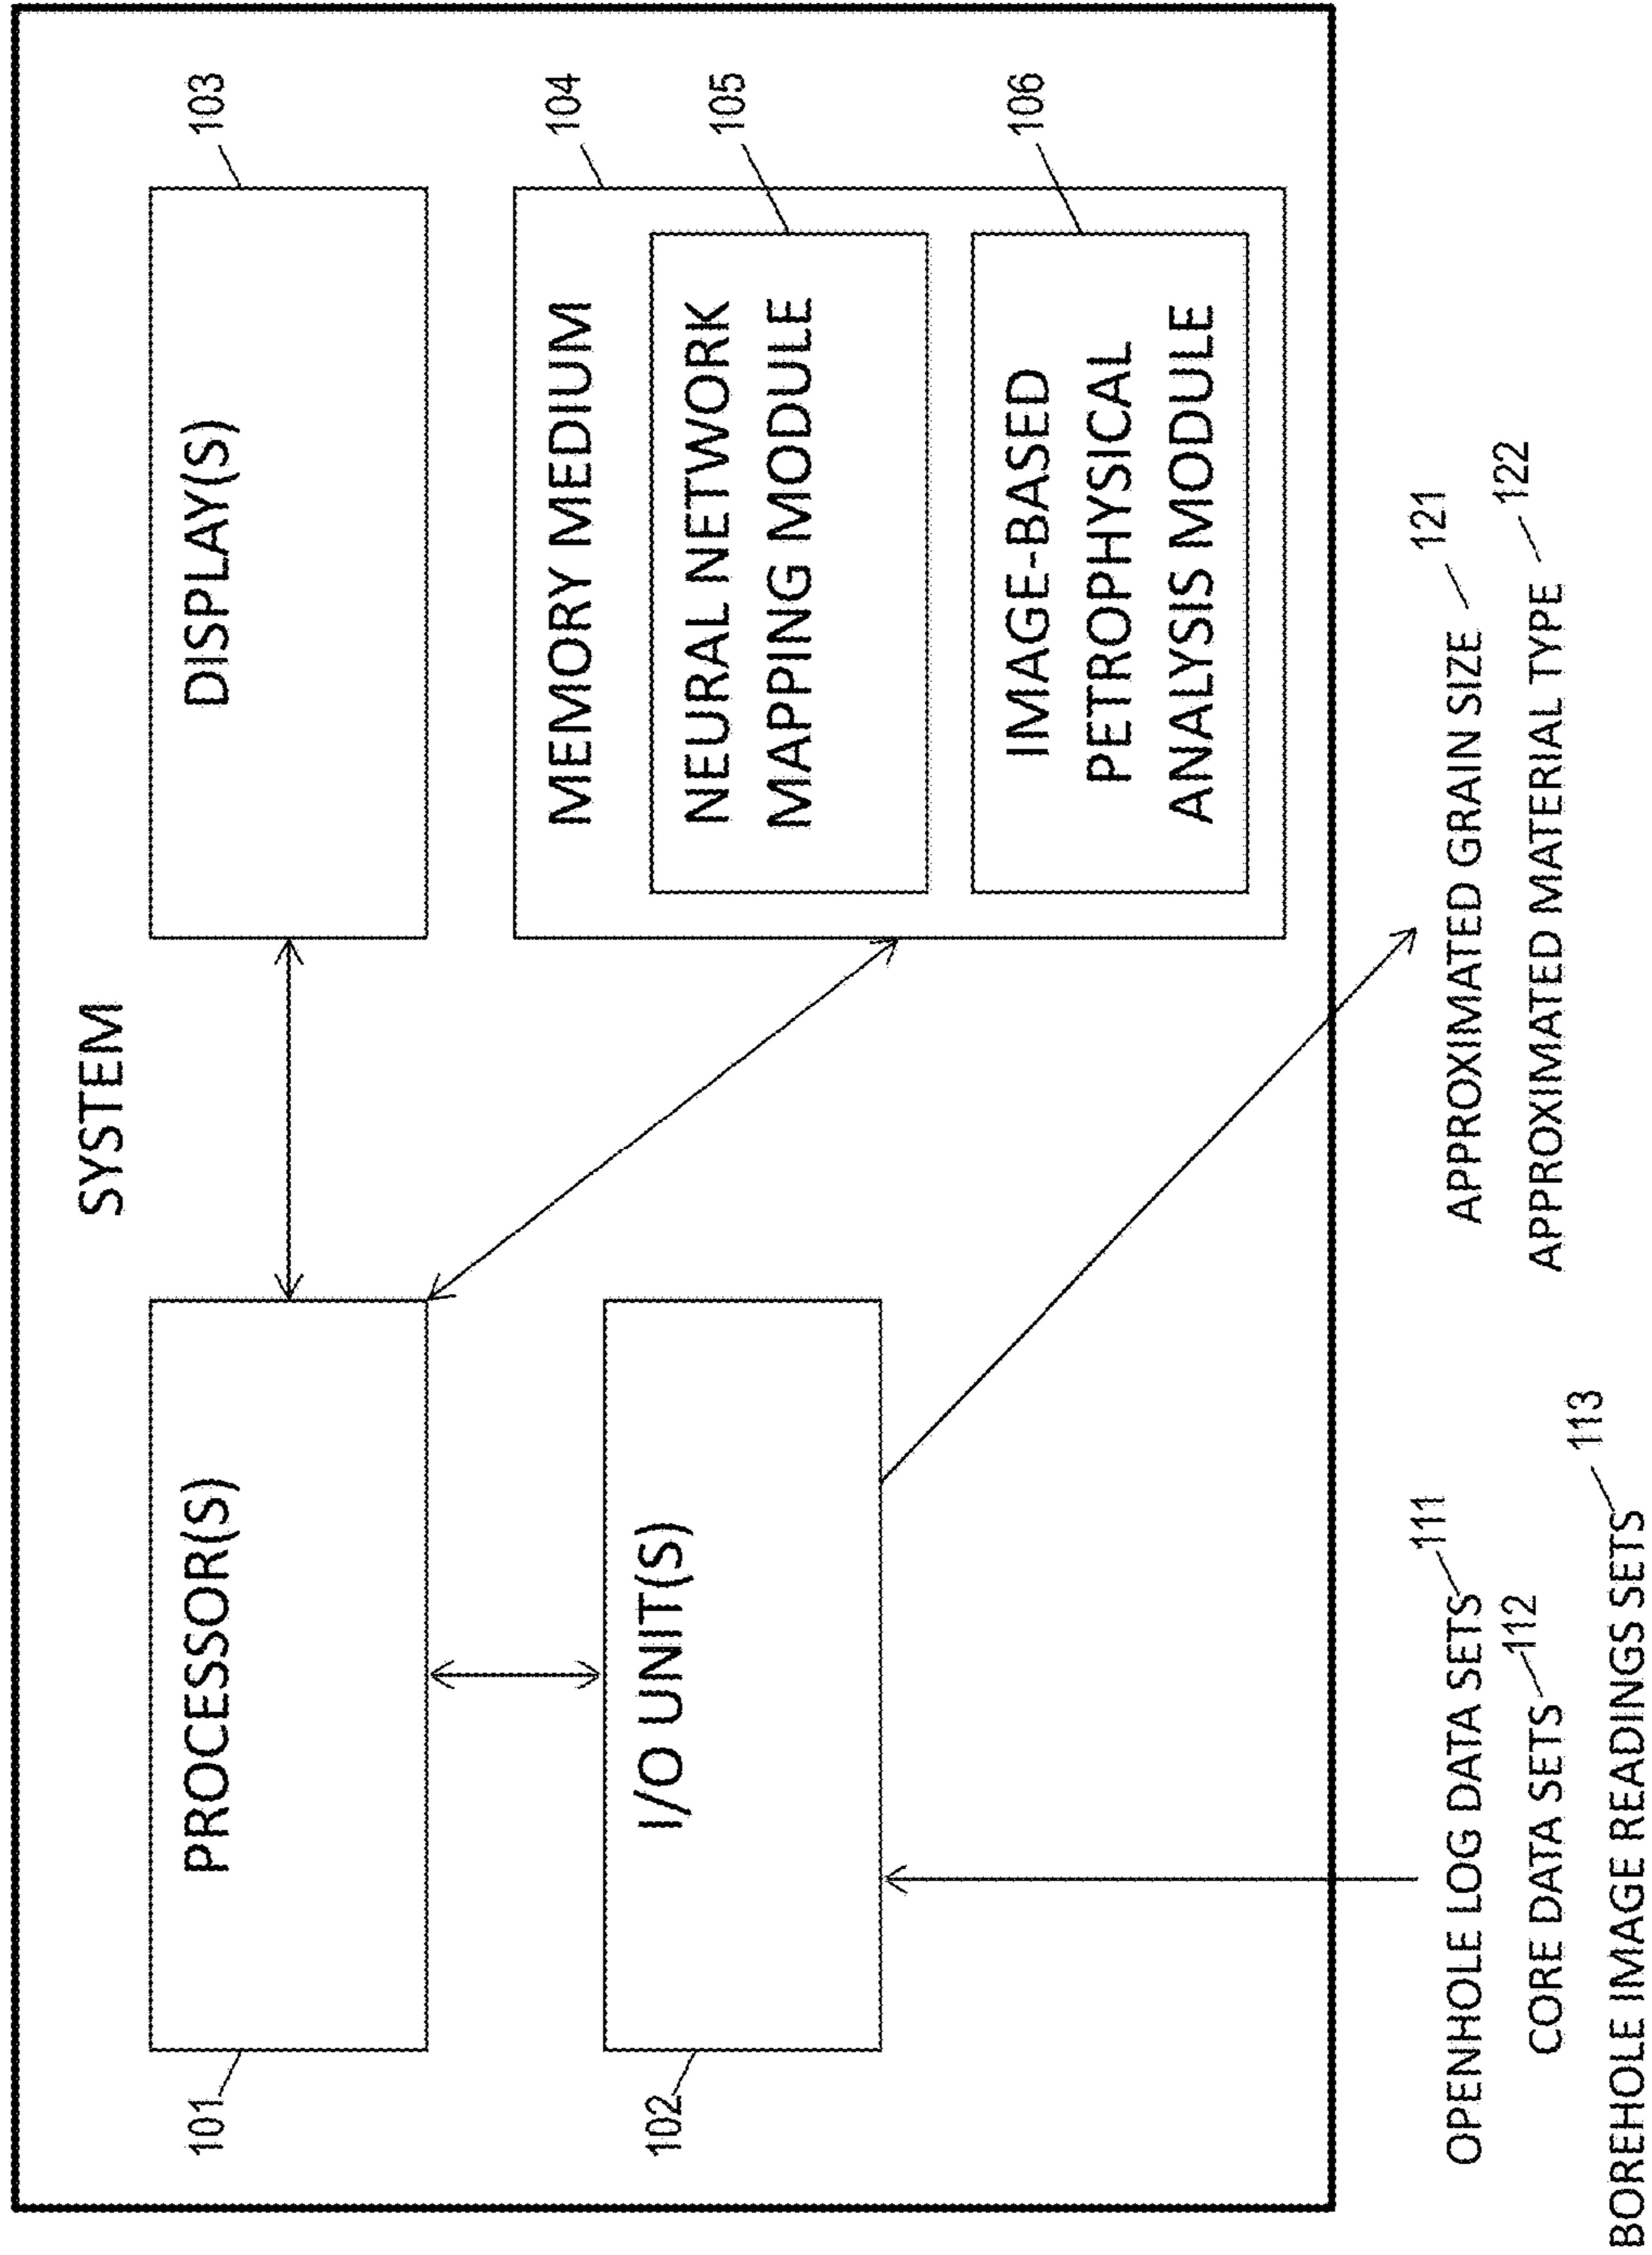 SYSTEM
PROCESSOR(S)
101
I/O UNIT(S)
102
DISPLAY(S)
103
MEMORY MEDIUM
104
NEURAL NETWORK
MAPPING MODULE
105
IMAGE-BASED
PETROPHYSICAL
ANALYSIS MODULE
106
OPENHOLE LOG DATA SETS 111
CORE DATA SETS 112
BOREHOLE IMAGE READINGS SETS 113
APPROXIMATED GRAIN SIZE 121
APPROXIMATED MATERIAL TYPE 122